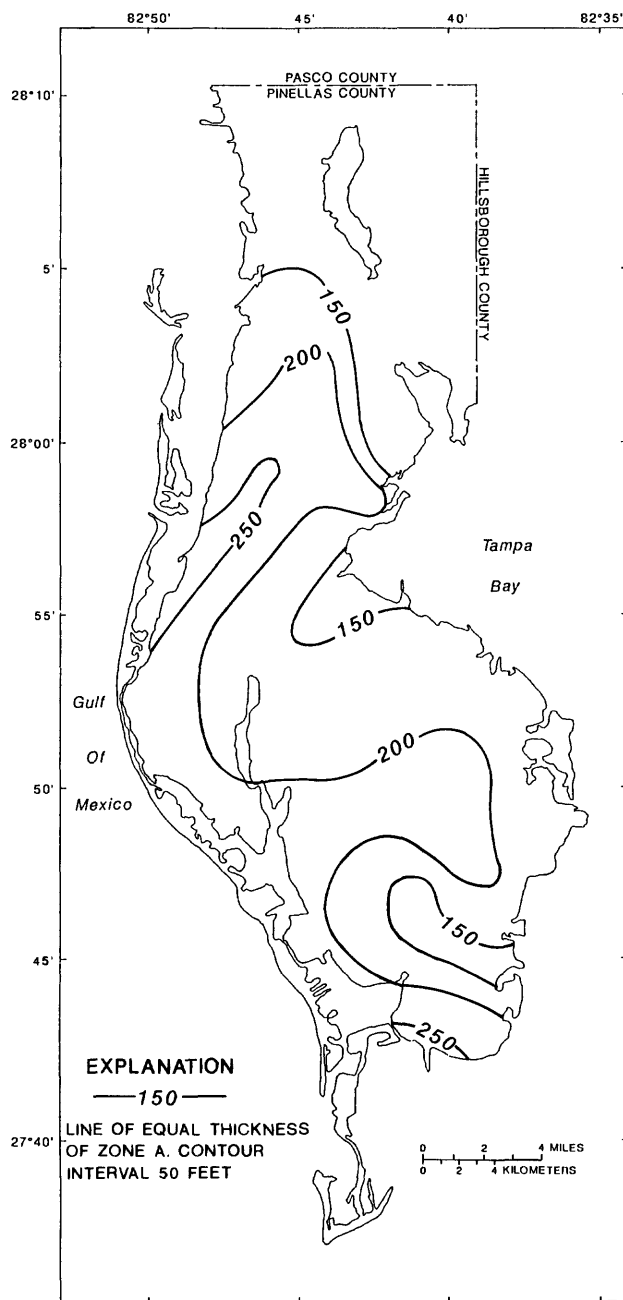 82°50' 45' 40' 82°35'
28°10'
PASCO COUNTY
PINELLAS COUNTY
HILLSBOROUGH COUNTY
5'
150
200
28°00'
250
Tampa
Bay
55'
150
Gulf
Of
Mexico
200
50'
150
45'
250
EXPLANATION
150
LINE OF EQUAL THICKNESS
OF ZONE A. CONTOUR
INTERVAL 50 FEET
27°40'
0 2 4 MILES
0 2 4 KILOMETERS